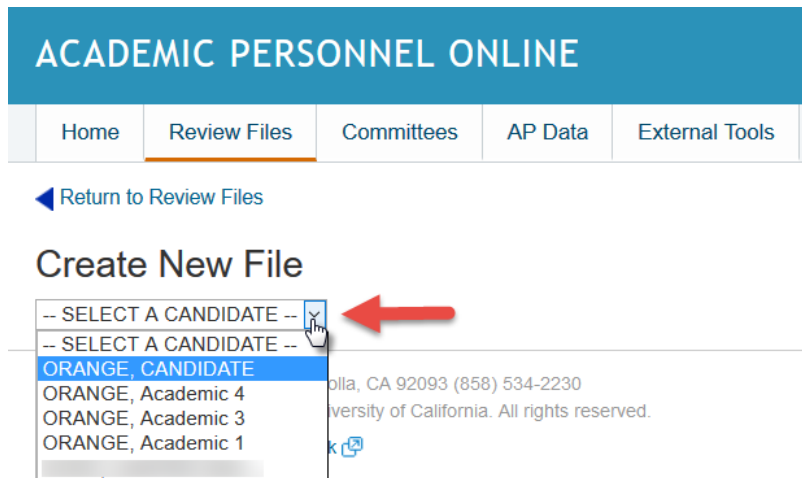 ACADEMIC PERSONNEL ONLINE
Home Review Files Committees AP Data External Tools
Return to Review Files
Create New File
-- SELECT A CANDIDATE --
-- SELECT A CANDIDATE --
ORANGE, CANDIDATE
olla, CA 92093 (858) 534-2230
ORANGE, Academic 4
ORANGE, Academic 3
iversity of California. All rights reserved.
ORANGE, Academic 1
k